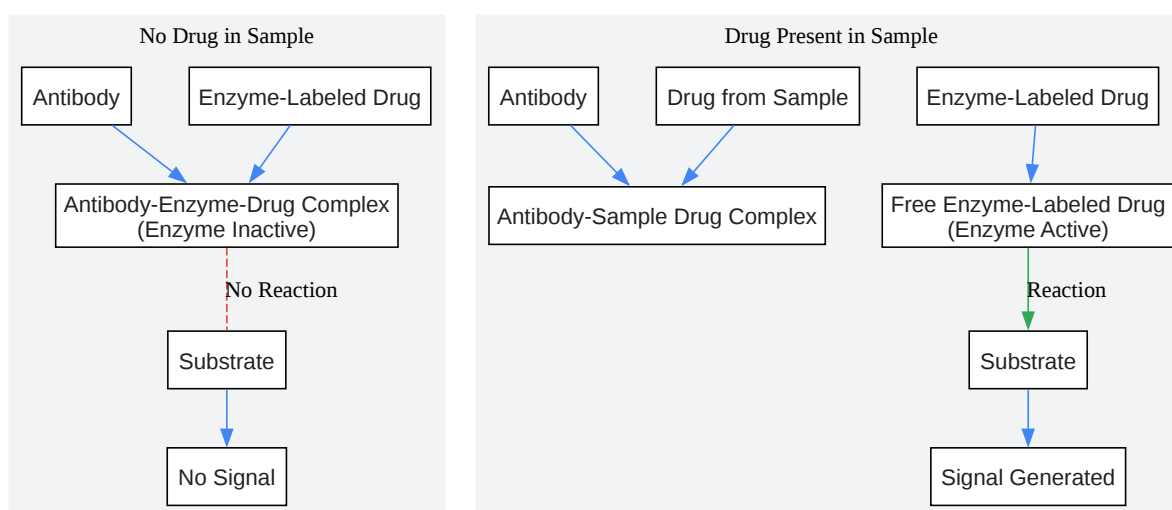 No Drug in Sample
Antibody
Enzyme-Labeled Drug
Antibody-Enzyme-Drug Complex
(Enzyme Inactive)
No Reaction
Substrate
No Signal
Drug Present in Sample
Antibody
Drug from Sample
Enzyme-Labeled Drug
Antibody-Sample Drug Complex
Free Enzyme-Labeled Drug
(Enzyme Active)
Reaction
Substrate
Signal Generated